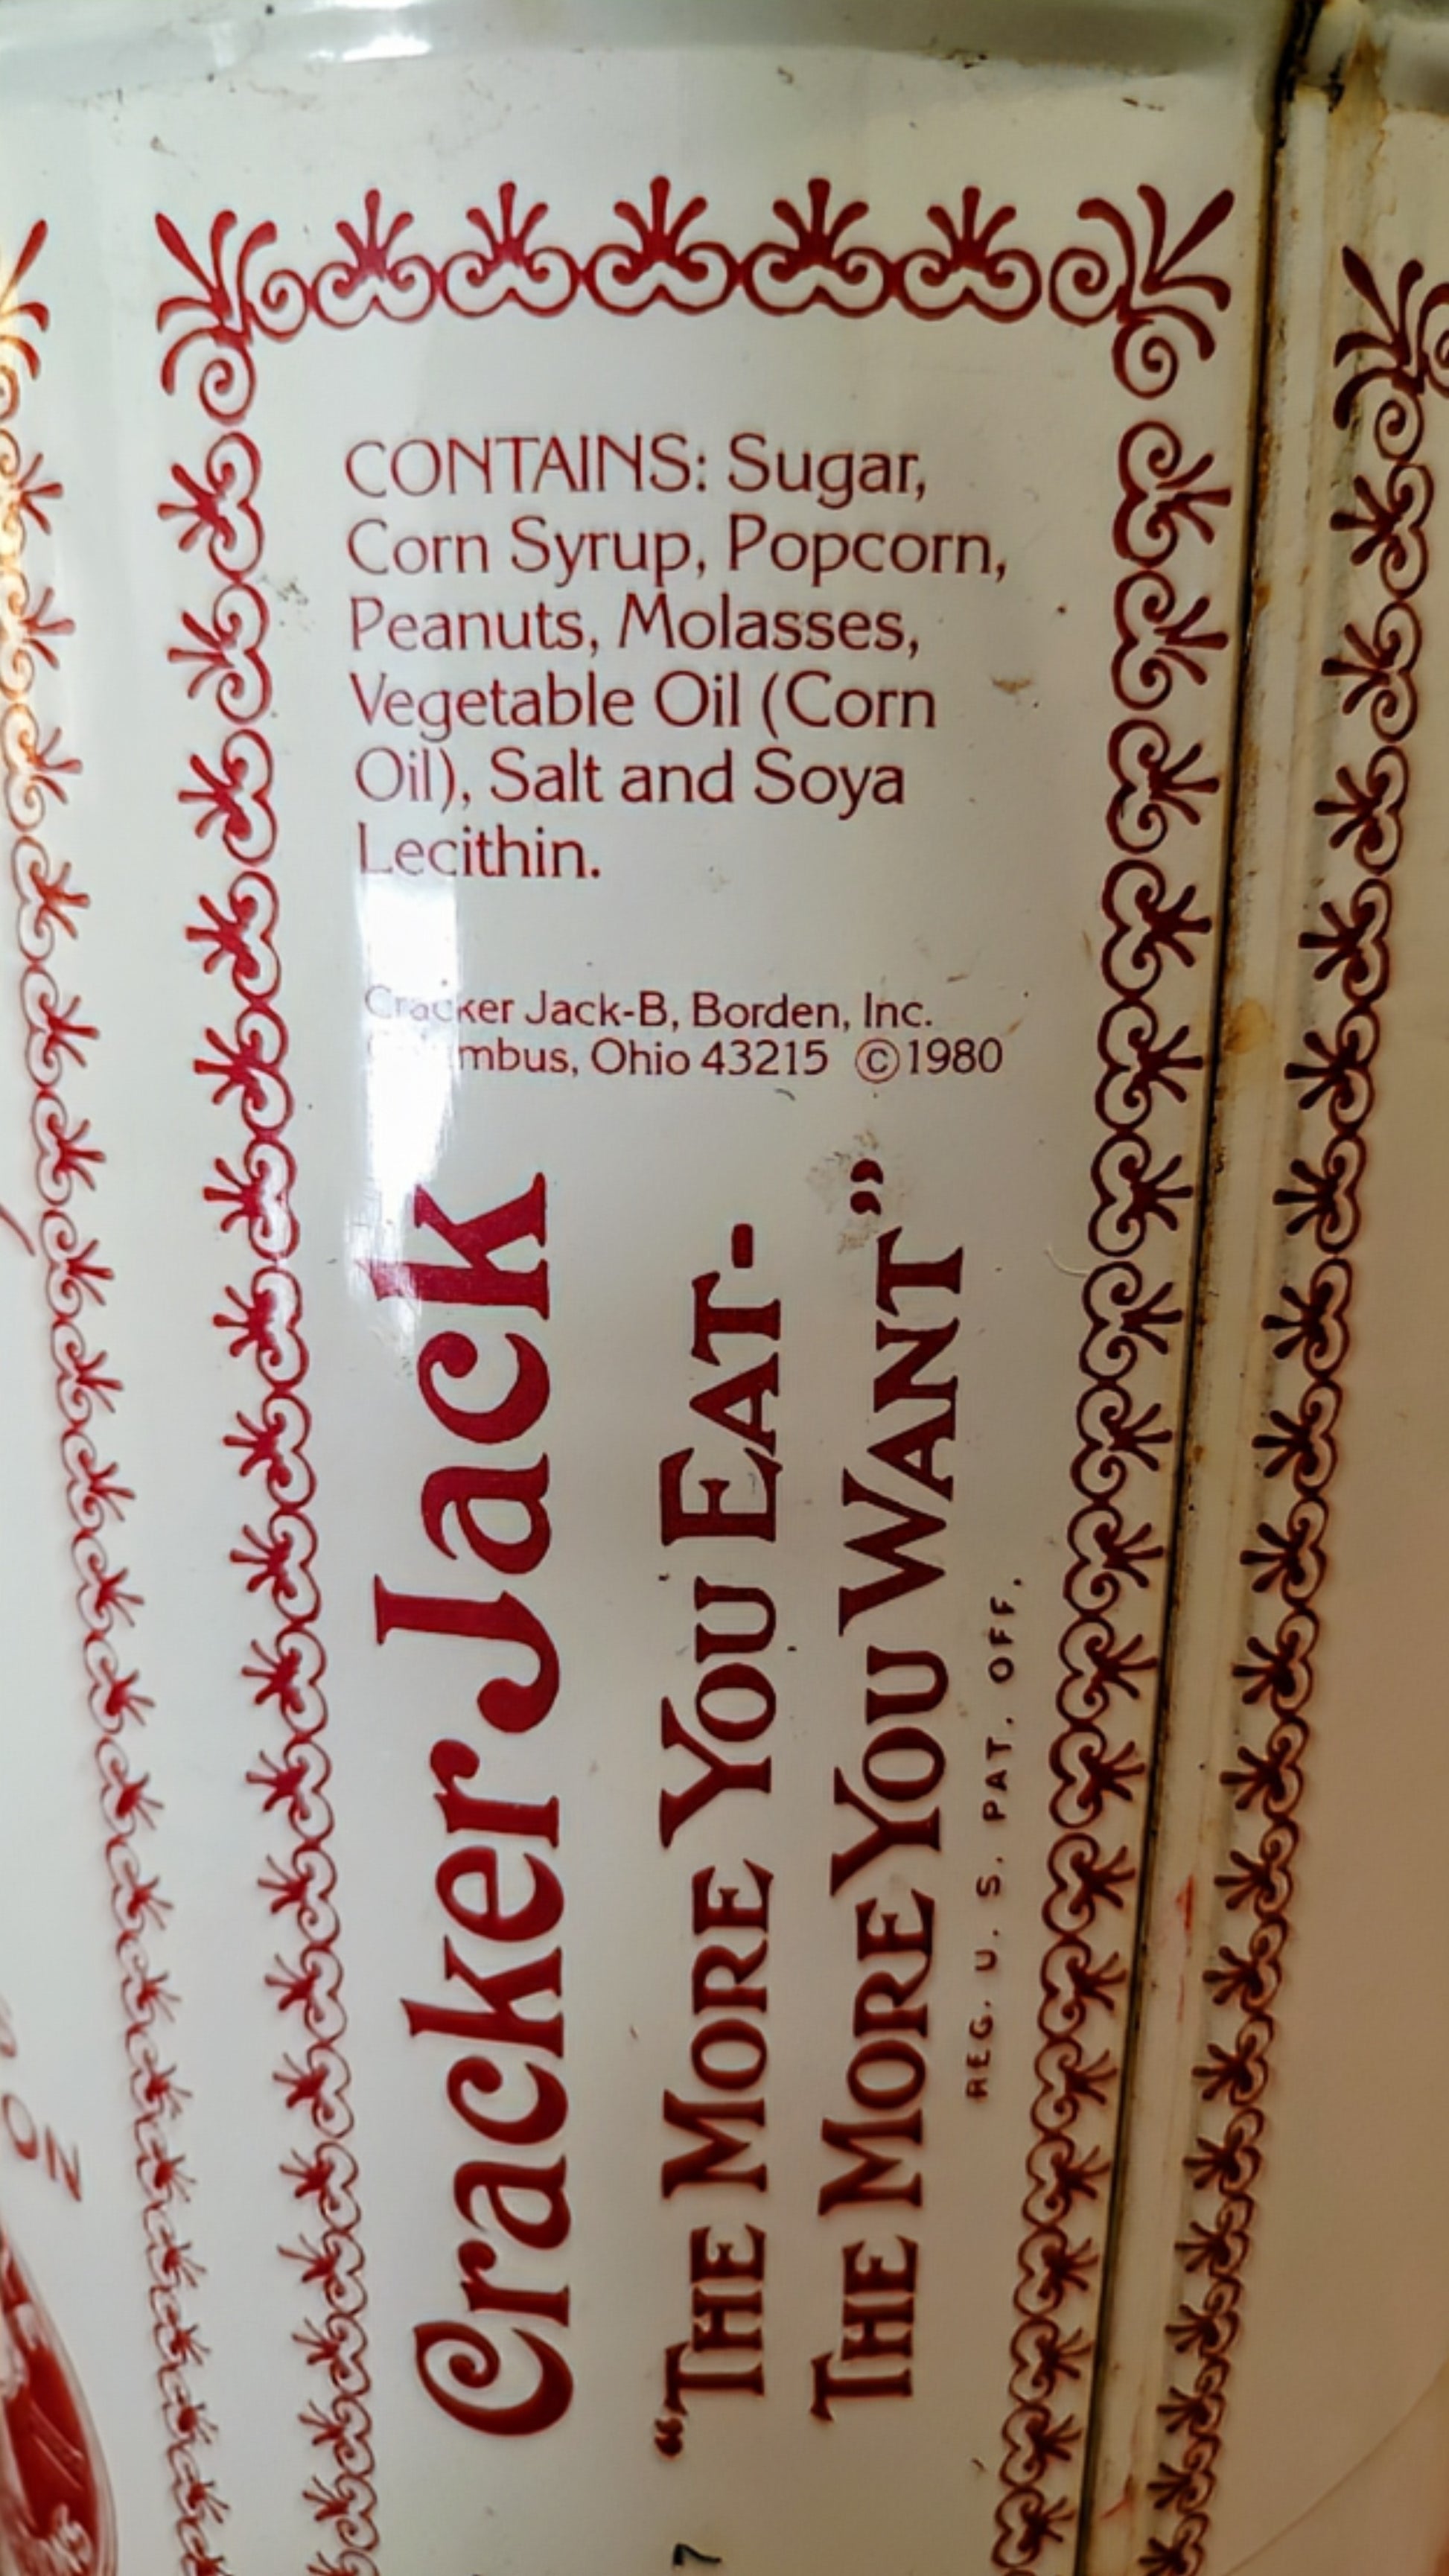 CONTAINS: Sugar,
Corn Syrup, Popcorn,
Peanuts, Molasses,
Vegetable Oil (Corn
Oil), Salt and Soya
Lecithin.
Cracker Jack-B, Borden, Inc.
Columbus, Ohio 43215 ©1980
Cracker Jack
“THE MORE YOU EAT-
THE MORE YOU WANT”
REG. U. S. PAT. OFF.